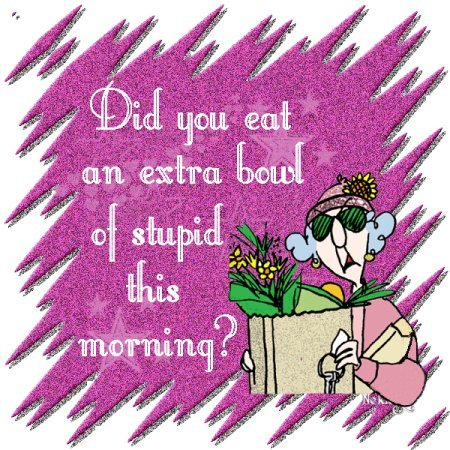 Did you eat
an extra bowl
of stupid
this
morning?